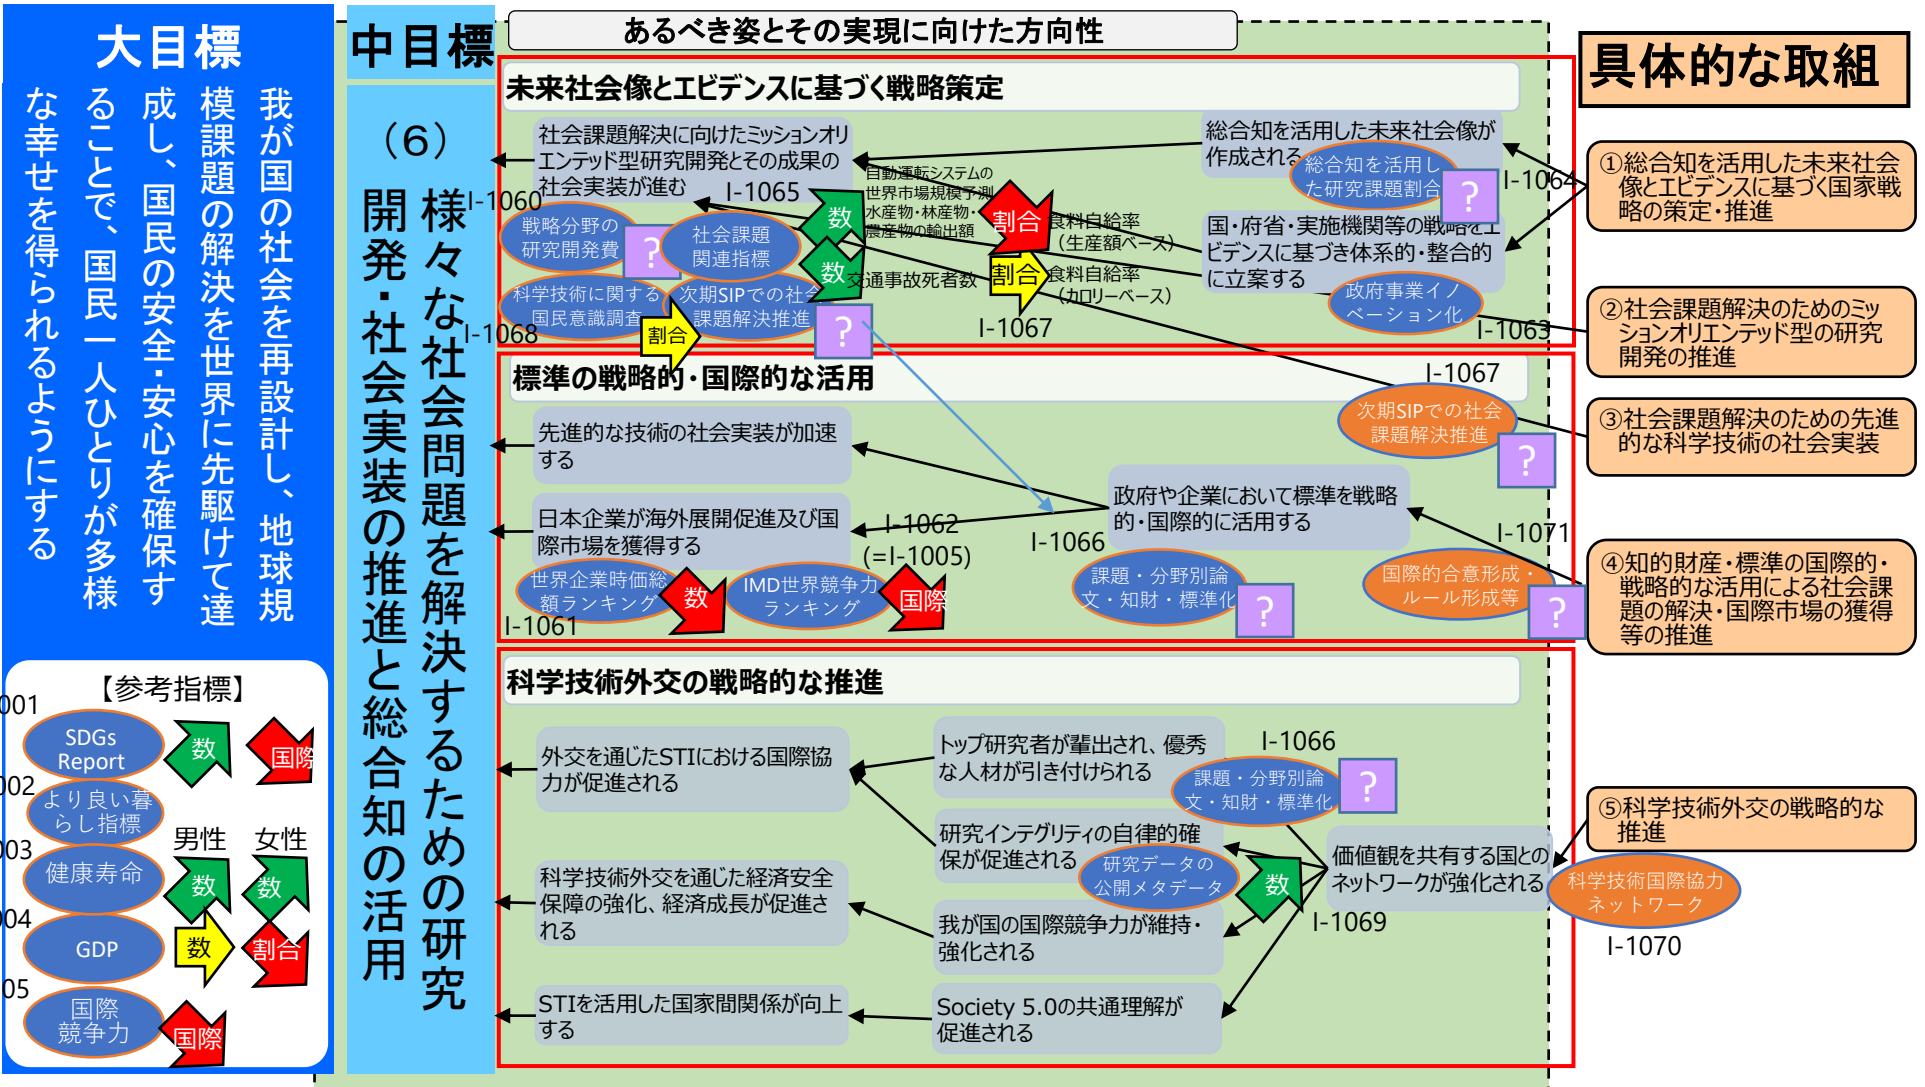 大目標
我が国の社会を再設計し、地球規
模課題の解決を世界に先駆けて達
成し、国民の安全・安心を確保す
ることで、国民一人ひとりが多様
な幸せを得られるようにする
【参考指標】
001
SDGs
Report
数
国際
002
より良い暮
らし指標
男性
女性
003
健康寿命
数
数
004
GDP
数
割合
05
国際
競争力
国際
中目標
(6)
様々な社会問題を解決するための研究
開発・社会実装の推進と総合知の活用
あるべき姿とその実現に向けた方向性
未来社会像とエビデンスに基づく戦略策定
社会課題解決に向けたミッションオリ
エンテッド型研究開発とその成果の
社会実装が進む
I-1060
戦略分野の
研究開発費
?
I-1065
社会課題
関連指標
数
自動運転システムの
世界市場規模予測
水産物・林産物・
農産物の輸出額
割合
食料自給率
(生産額ベース)
数
交通事故死者数
割合
食料自給率
(カロリーベース)
科学技術に関する
国民意識調査
I-1068
割合
次期SIPでの社会
課題解決推進
?
I-1067
総合知を活用した未来社会像が
作成される
総合知を活用し
た研究課題割合
?
I-1064
国・府省・実施機関等の戦略をエ
ビデンスに基づき体系的・整合的
に立案する
政府事業イノ
ベーション化
I-1063
標準の戦略的・国際的な活用
I-1067
次期SIPでの社会
課題解決推進
?
先進的な技術の社会実装が加速
する
日本企業が海外展開促進及び国
際市場を獲得する
I-1062
(=I-1005)
世界企業時価総
額ランキング
数
I-1061
IMD世界競争力
ランキング
国際
政府や企業において標準を戦略
的・国際的に活用する
I-1066
課題・分野別論
文・知財・標準化
?
I-1071
国際的合意形成・
ルール形成等
?
科学技術外交の戦略的な推進
外交を通じたSTIにおける国際協
力が促進される
科学技術外交を通じた経済安全
保障の強化、経済成長が促進さ
れる
STIを活用した国家間関係が向上
する
トップ研究者が輩出され、優秀
な人材が引き付けられる
I-1066
課題・分野別論
文・知財・標準化
?
研究インテグリティの自律的確
保が促進される
研究データの
公開メタデータ
数
I-1069
我が国の国際競争力が維持・
強化される
Society 5.0の共通理解が
促進される
価値観を共有する国との
ネットワークが強化される
科学技術国際協力
ネットワーク
I-1070
具体的な取組
①総合知を活用した未来社会
像とエビデンスに基づく国家戦
略の策定・推進
②社会課題解決のためのミッ
ションオリエンテッド型の研究
開発の推進
③社会課題解決のための先進
的な科学技術の社会実装
④知的財産・標準の国際的・
戦略的な活用による社会課
題の解決・国際市場の獲得
等の推進
⑤科学技術外交の戦略的な
推進